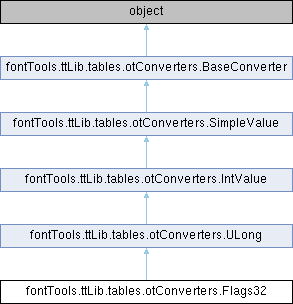 object
fontTools.ttLib.tables.otConverters.BaseConverter
fontTools.ttLib.tables.otConverters.SimpleValue
fontTools.ttLib.tables.otConverters.IntValue
fontTools.ttLib.tables.otConverters.ULong
fontTools.ttLib.tables.otConverters.Flags32